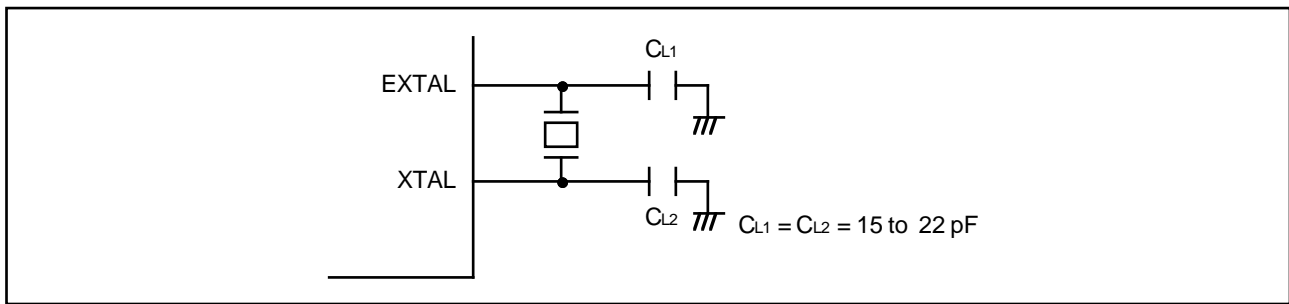 CL1
EXTAL
XTAL
CL2
CL1 = CL2 = 15 to 22 pF